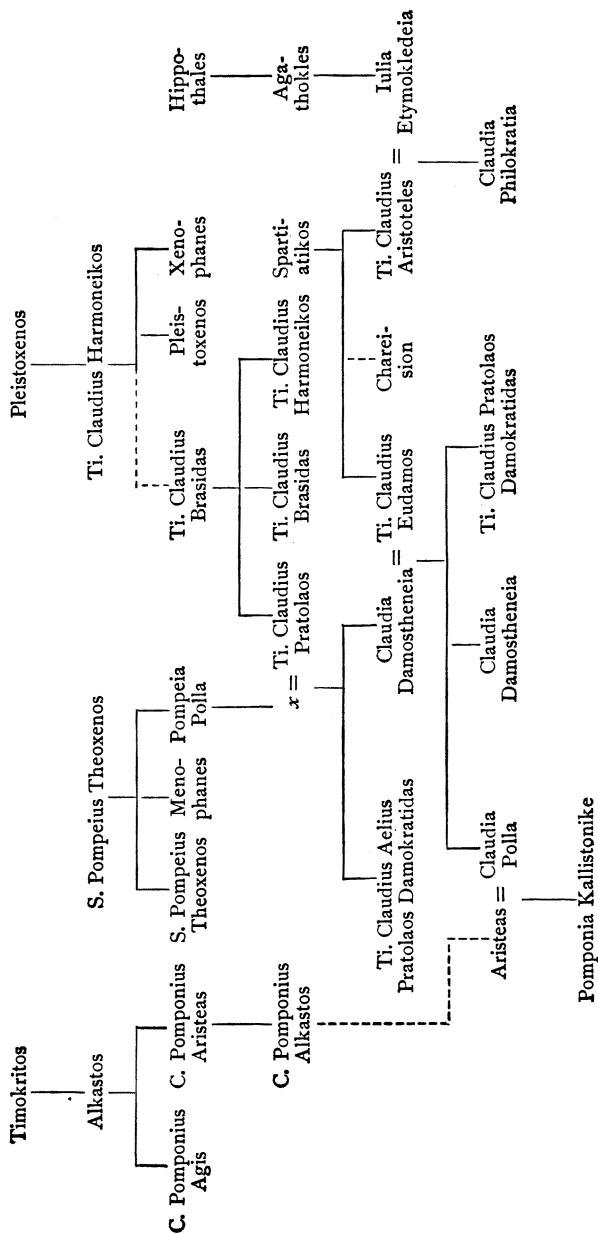 Timokritos
Pleistoxenos
Alkastos
S. Pompeius Theoxenos
Ti. Claudius Harmoneikos
C. Pomponius
Agis
C. Pomponius
Aristeas
S. Pompeius
Theoxenos
Meno-
phanes
Pompeia
Polla
Ti. Claudius
Brasidas
Pleis-
toxenos
Xeno-
phanes
Hippo-
thales
C. Pomponius
Alkastos
x = Ti. Claudius
Pratolaos
Ti. Claudius
Brasidas
Ti. Claudius
Harmoneikos
Sparti-
atikos
Aga-
thokles
Ti. Claudius Aelius
Pratolaos Damokratidas
Claudia
Damostheneia
=
Ti. Claudius
Eudamos
Charei-
sion
Ti. Claudius
Aristoteles
=
Iulia
Etymokledeia
Aristeas =
Claudia
Polla
Claudia
Damostheneia
Ti. Claudius Pratolaos
Damokratidas
Claudia
Philokratia
Pomponia Kallistonike